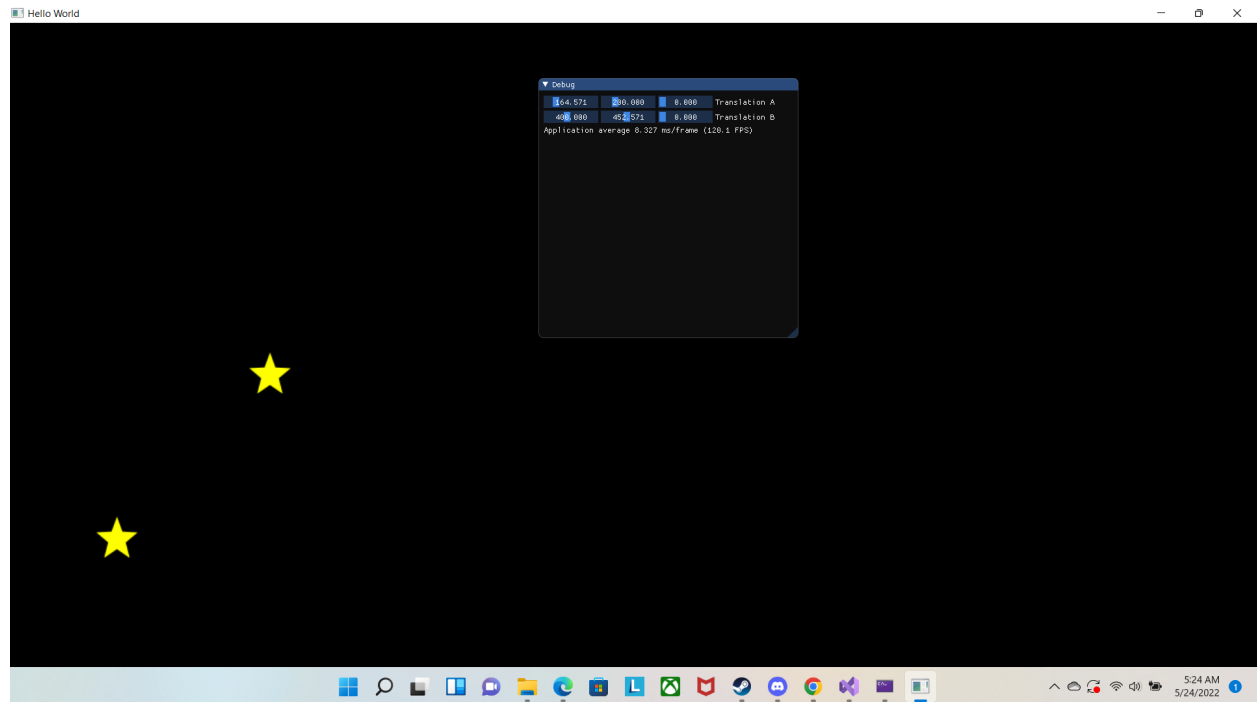 Hello World
Debug
164.571 200.000 0.000 Translation A
400.000 452.571 0.000 Translation B
Application average 8.327 ms/frame (120.1 FPS)
L
5:24 AM
5/24/2022
1